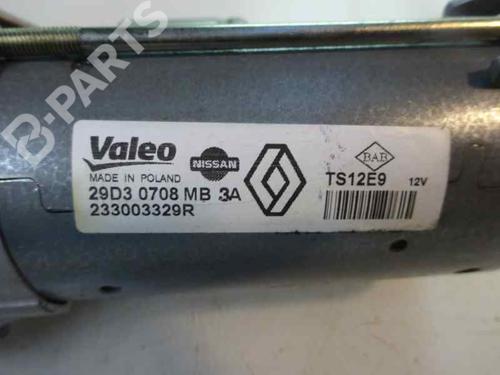 B-PARTS
Valeo
NISSAN
BAB
MADE IN POLAND
TS12E9 12V
29D3 0708 MB 3A
233003329R